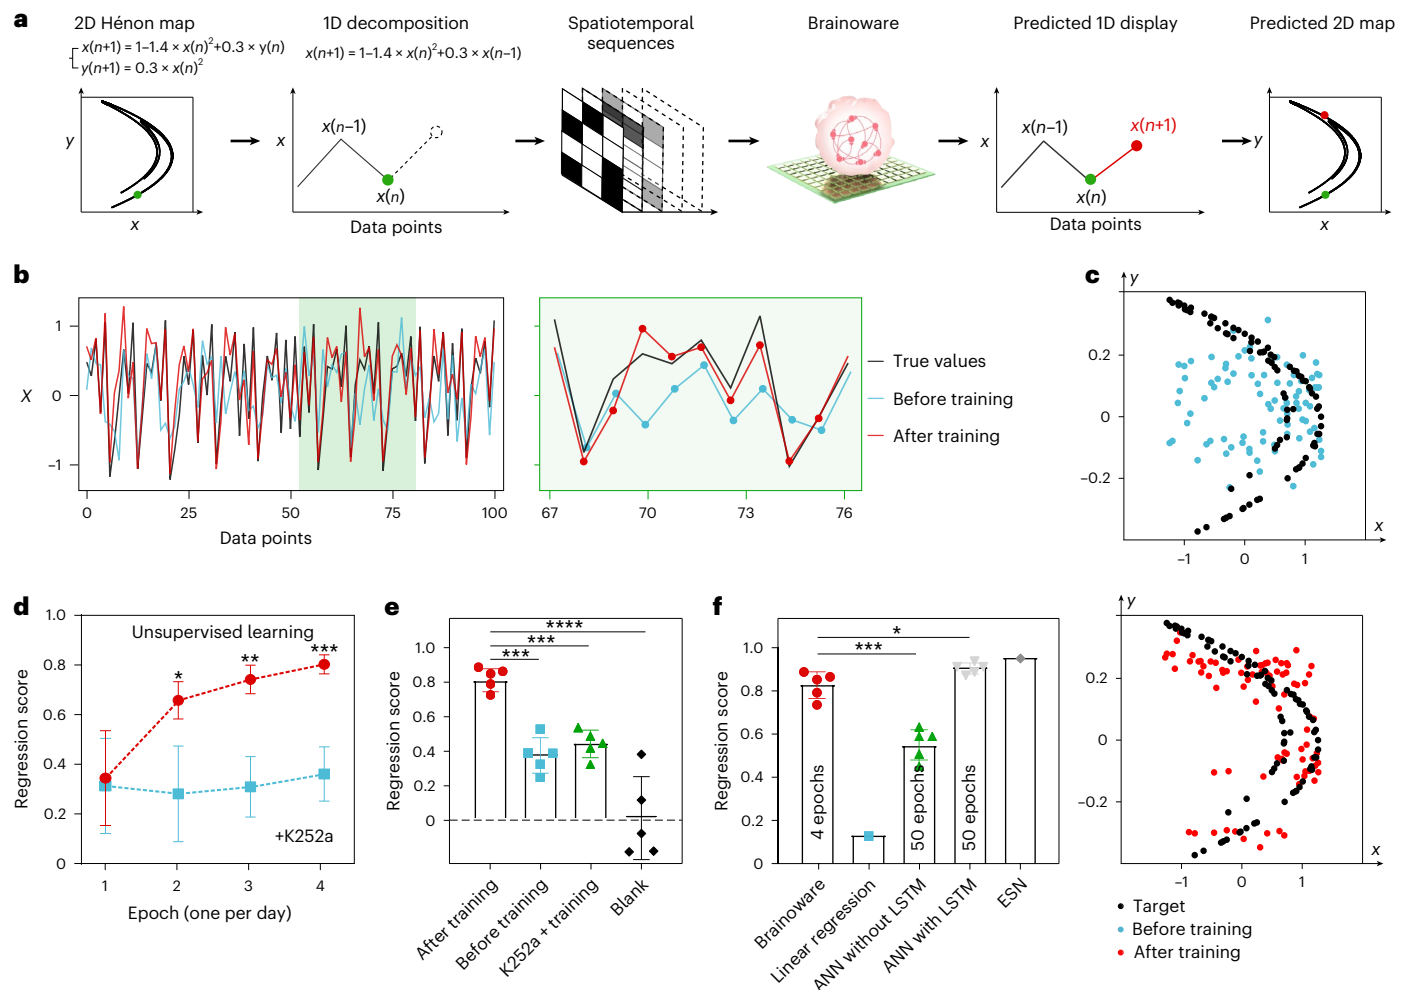 a
2D Hénon map
x(n+1) = 1–1.4 × x(n)²+0.3 × y(n)
y(n+1) = 0.3 × x(n)²
y
x
1D decomposition
x(n+1) = 1–1.4 × x(n)²+0.3 × x(n–1)
x
x(n–1)
x(n)
Data points
Spatiotemporal
sequences
Brainoware
Predicted 1D display
x
x(n–1)
x(n+1)
x(n)
Data points
Predicted 2D map
y
x
b
X
1
0
–1
0
25
50
75
100
Data points
67
70
73
76
True values
Before training
After training
c
y
0.2
0
–0.2
x
–1
0
1
y
0.2
0
–0.2
x
–1
0
1
Target
Before training
After training
d
Regression score
1.0
0.8
0.6
0.4
0.2
0
Unsupervised learning
*
**
***
+K252a
1
2
3
4
Epoch (one per day)
e
Regression score
1.0
0.8
0.6
0.4
0.2
0
****
***
***
After training
Before training
K252a + training
Blank
f
Regression score
1.0
0.8
0.6
0.4
0.2
0
*
***
4 epochs
50 epochs
50 epochs
Brainoware
Linear regression
ANN without LSTM
ANN with LSTM
ESN